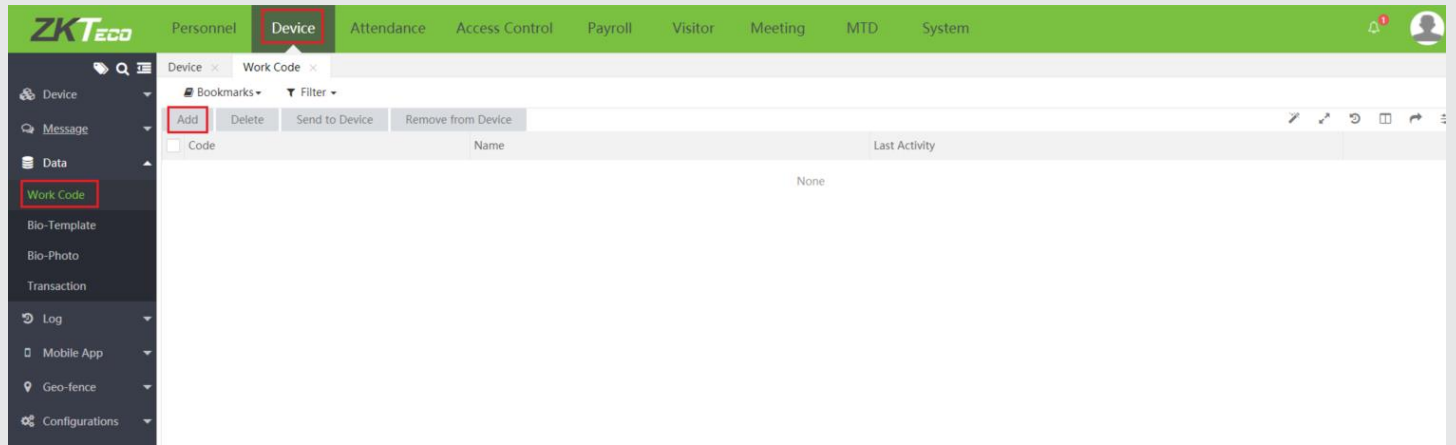 ZKTECO Personnel Device Attendance Access Control Payroll Visitor Meeting MTD System 1
Device Work Code
Device Bookmarks Filter
Message Add Delete Send to Device Remove from Device
Code Name Last Activity
Data
None
Work Code
Bio-Template
Bio-Photo
Transaction
Log
Mobile App
Geo-fence
Configurations